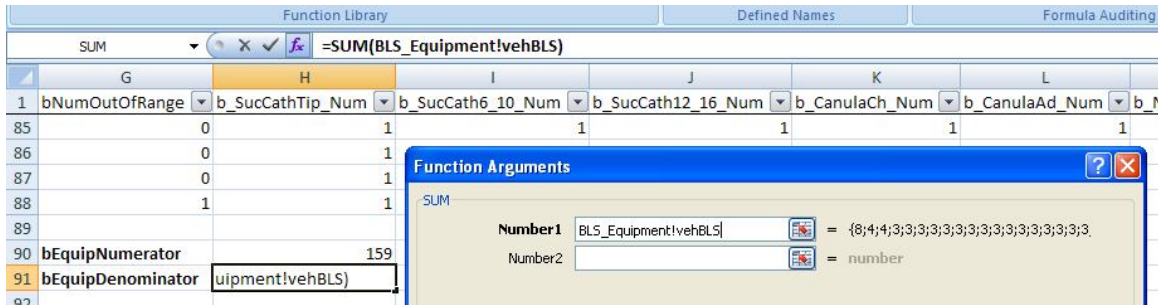 Function Library Defined Names Formula Auditing
SUM fx =SUM(BLS_Equipment!vehBLS)
G H I J K L
1 bNumOutOfRange b_SucCathTip_Num b_SucCath6_10_Num b_SucCath12_16_Num b_CanulaCh_Num b_CanulaAd_Num
85 0 1 1 1 1 1
86 0 1
87 0 1
88 1 1
89
90 bEquipNumerator 159
91 bEquipDenominator uipment!vehBLS)
92
Function Arguments
SUM
Number1 BLS_Equipment!vehBLS = {8;4;4;3;3;3;3;3;3;3;3;3;3;3;3;3;3;3;3
Number2 = number